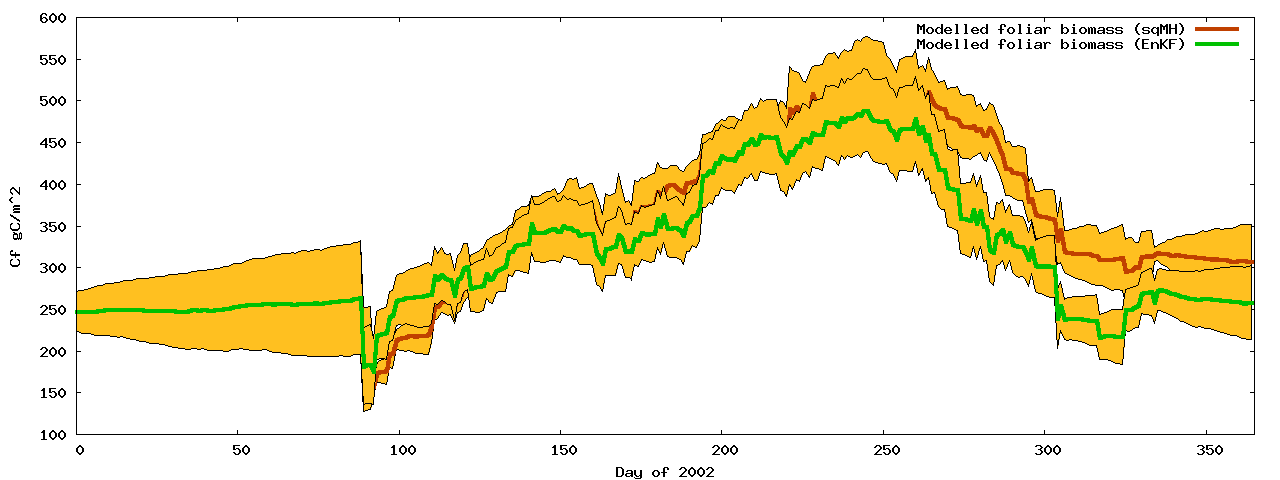 600
550
500
450
400
350
300
250
200
150
100
Cf gC/m^2
Modelled foliar biomass (sqMH)
Modelled foliar biomass (EnKF)
0 50 100 150 200 250 300 350
Day of 2002